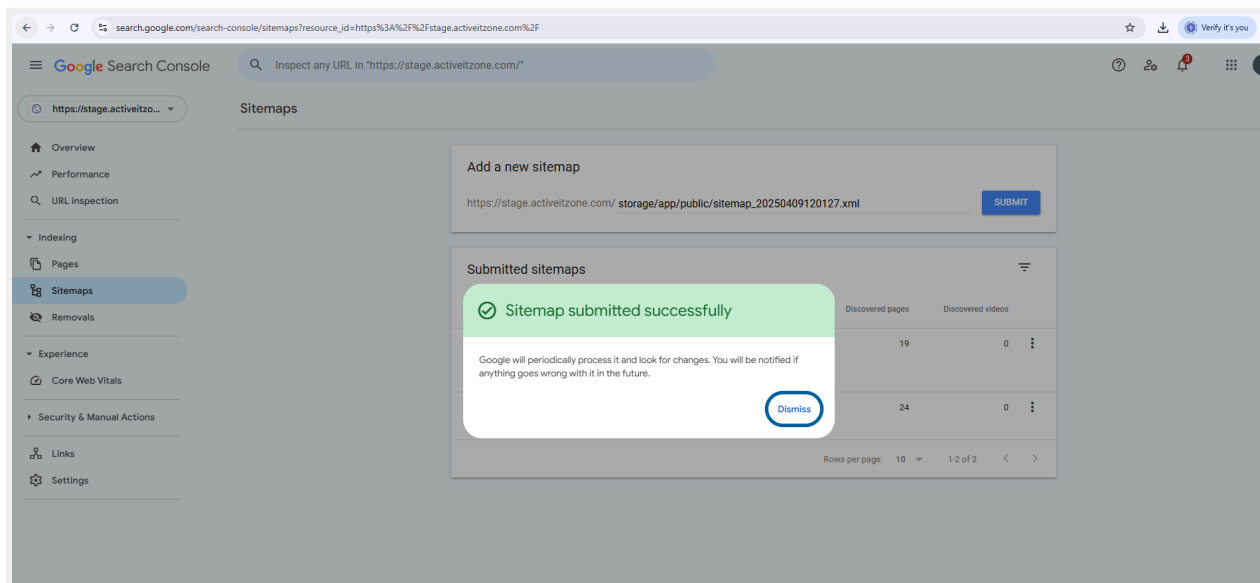 search.google.com/search-console/sitemaps?resource_id=https%3A%2F%2Fstage.activeitzone.com%2F
Verify it's you
Google Search Console
Inspect any URL in "https://stage.activeitzone.com/"
3
https://stage.activeitzo...
Sitemaps
Overview
Performance
URL inspection
Indexing
Pages
Sitemaps
Removals
Experience
Core Web Vitals
Security & Manual Actions
Links
Settings
Add a new sitemap
https://stage.activeitzone.com/ storage/app/public/sitemap_20250409120127.xml
SUBMIT
Submitted sitemaps
Discovered pages Discovered videos
19 0
24 0
Sitemap submitted successfully
Google will periodically process it and look for changes. You will be notified if
anything goes wrong with it in the future.
Dismiss
Rows per page: 10 1-2 of 2